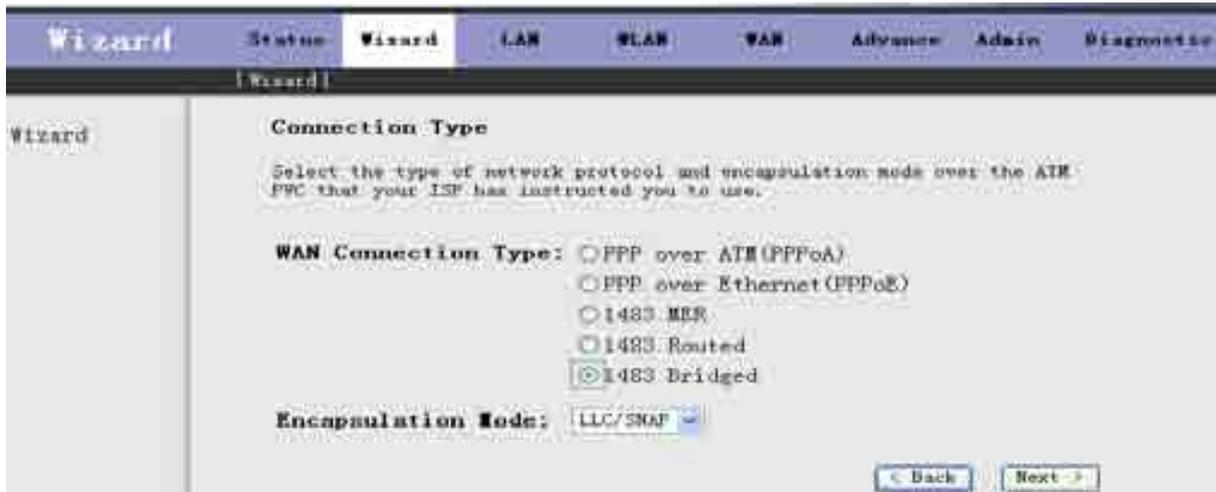 Wizard
Status Wizard LAN WLAN WAN Advance Admin Diagnostic
[Wizard]
Wizard
Connection Type
Select the type of network protocol and encapsulation mode over the ATM
PVC that your ISP has instructed you to use.
WAN Connection Type: PPP over ATM(PPPoA)
PPP over Ethernet(PPPoE)
1483 MER
1483 Routed
1483 Bridged
Encapsulation Mode: LLC/SNAP
< Back Next >